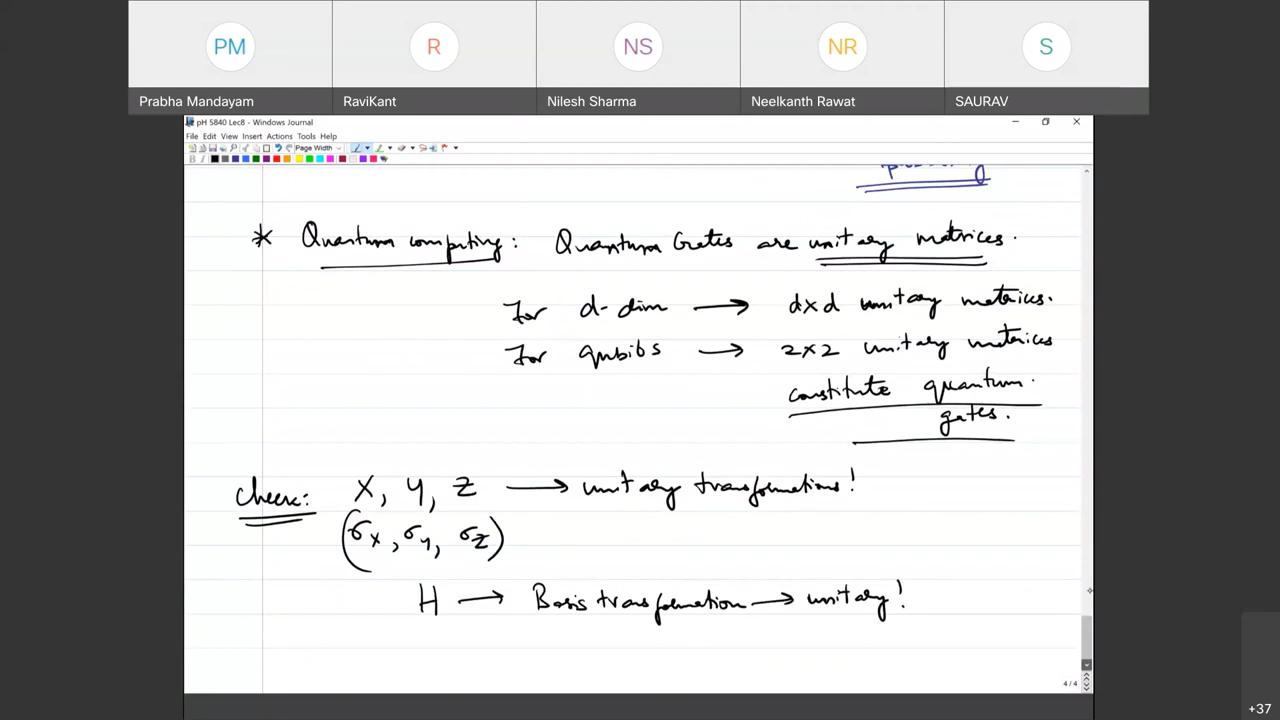 PM
R
NS
NR
S
Prabha Mandayam
RaviKant
Nilesh Sharma
Neelkanth Rawat
SAURAV
pH 5840 Lec8 - Windows Journal
File Edit View Insert Actions Tools Help
Page Width
B I
* Quantum computing: Quantum Gates are unitary matrices.
For d-dim → d×d unitary matrices.
For qubits → 2×2 unitary matrices
constitute quantum.
gates.
Check: X, Y, Z → unitary transformations!
(σx, σy, σz)
H → Basis transformation → unitary!
4 / 4
+37